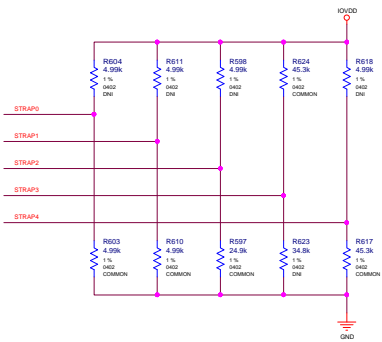 IOVDD
R604
4.99k
1 %
0402
DNI
R611
4.99k
1 %
0402
DNI
R598
4.99k
1 %
0402
DNI
R624
45.3k
1 %
0402
COMMON
R618
4.99k
1 %
0402
DNI
STRAP0
STRAP1
STRAP2
STRAP3
STRAP4
R603
4.99k
1 %
0402
COMMON
R610
4.99k
1 %
0402
COMMON
R597
24.9k
1 %
0402
COMMON
R623
34.8k
1 %
0402
DNI
R617
45.3k
1 %
0402
COMMON
GND